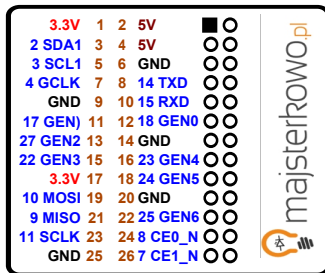 3.3V 1 2 5V
2 SDA1 3 4 5V
3 SCL1 5 6 GND
4 GCLK 7 8 14 TXD
GND 9 10 15 RXD
17 GEN) 11 12 18 GEN0
27 GEN2 13 14 GND
22 GEN3 15 16 23 GEN4
3.3V 17 18 24 GEN5
10 MOSI 19 20 GND
9 MISO 21 22 25 GEN6
11 SCLK 23 24 8 CE0_N
GND 25 26 7 CE1_N
majsterkowo.pl